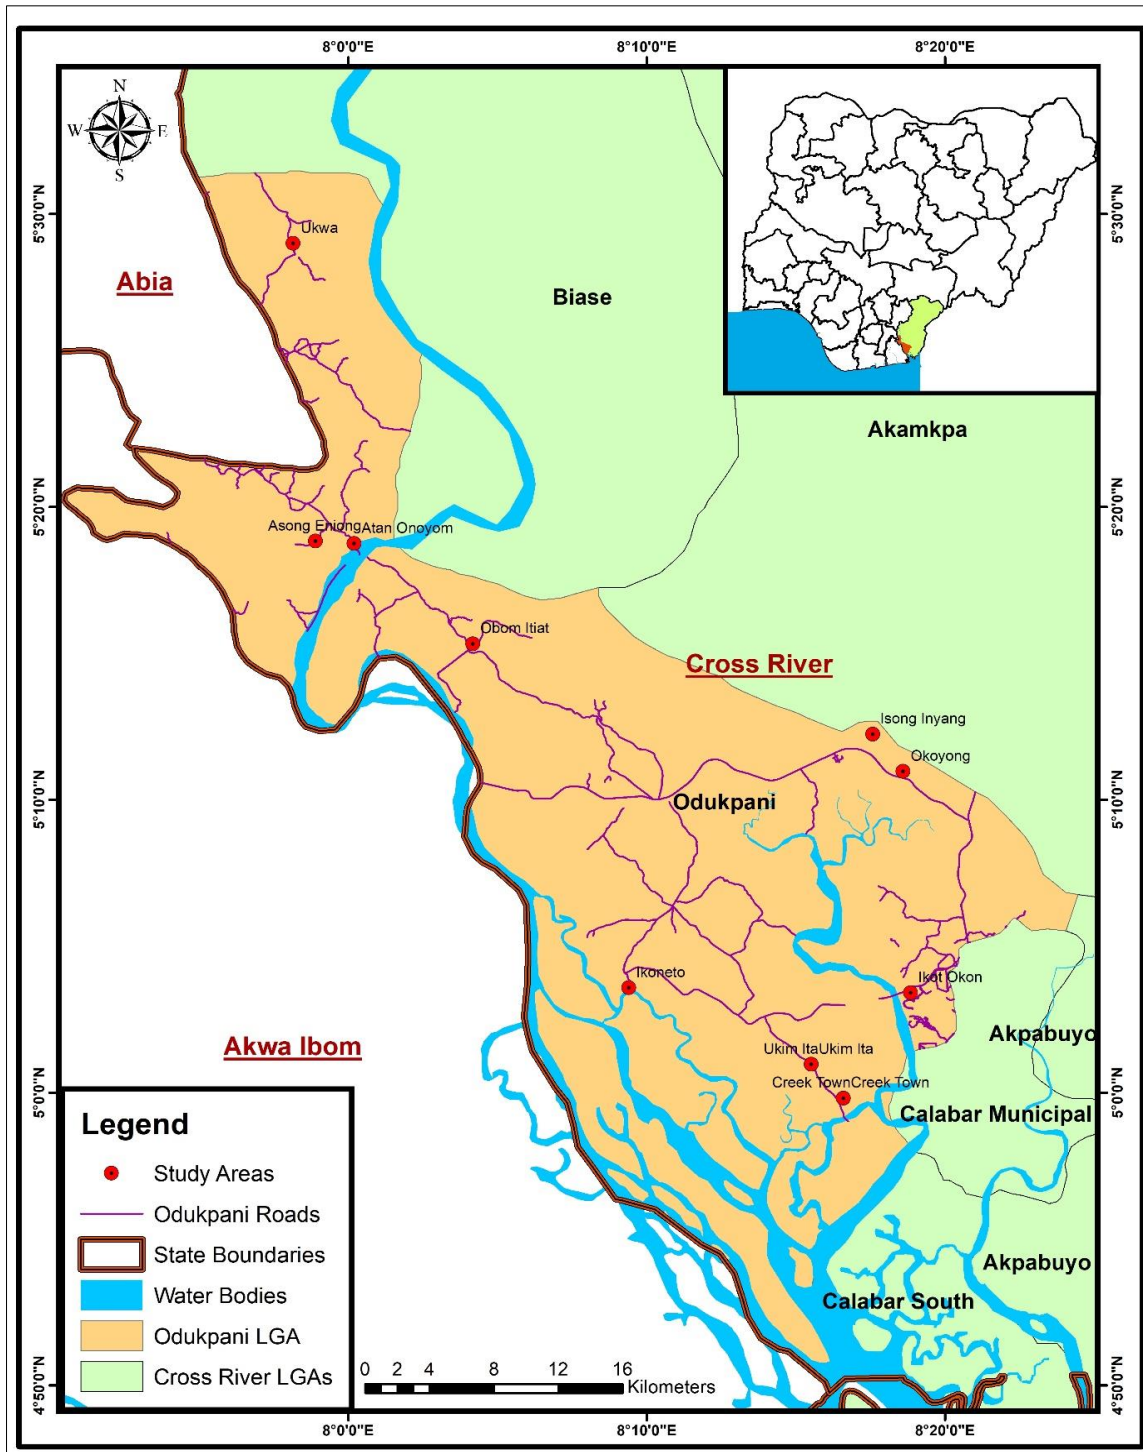 8°0'0"E 8°10'0"E 8°20'0"E
N
W E
S
5°30'0"N 5°30'0"N
Ukwa
Abia
Biase
Akamkpa
5°20'0"N 5°20'0"N
Asong Eniong Atan Onoyom
Obom Itiat
Cross River
Isong Inyang
Okoyong
5°10'0"N 5°10'0"N
Odukpani
Ikoneto
Ikot Okon
Akpabuyo
Akwa Ibom
Ukim ItaUkim Ita
Creek TownCreek Town
5°0'0"N 5°0'0"N
Calabar Municipal
Akpabuyo
Calabar South
Legend
Study Areas
Odukpani Roads
State Boundaries
Water Bodies
Odukpani LGA
Cross River LGAs
0 2 4 8 12 16
Kilometers
4°50'0"N 4°50'0"N
8°0'0"E 8°10'0"E 8°20'0"E